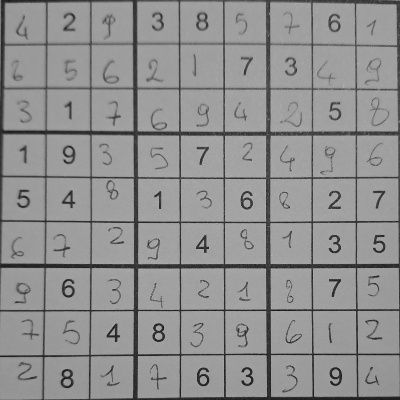 4 2 9 3 8 5 7 6 1
8 5 6 2 1 7 3 4 9
3 1 7 6 9 4 2 5 8
1 9 3 5 7 2 4 9 6
5 4 8 1 3 6 8 2 7
6 7 2 9 4 8 1 3 5
9 6 3 4 2 1 8 7 5
7 5 4 8 3 9 6 1 2
2 8 1 7 6 3 3 9 4